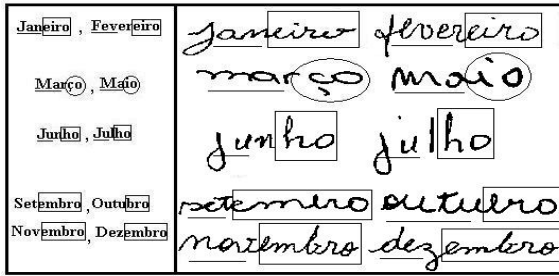 Janeiro , Fevereiro janeiro fevereiro
Março , Maio março maio
Junho , Julho junho julho
Setembro , Outubro setembro outubro
Novembro , Dezembro novembro dezembro